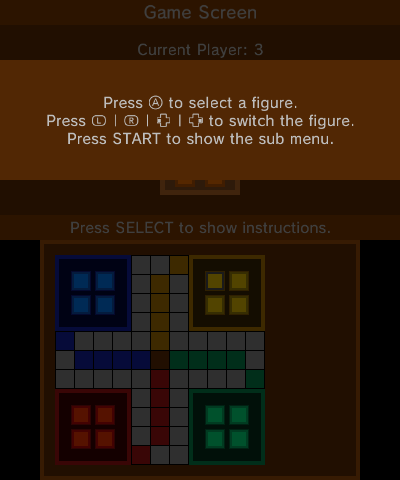 Game Screen
Current Player: 3
Press Ⓐ to select a figure.
Press Ⓛ | Ⓡ | ✚ | ✚ to switch the figure.
Press START to show the sub menu.
Press SELECT to show instructions.